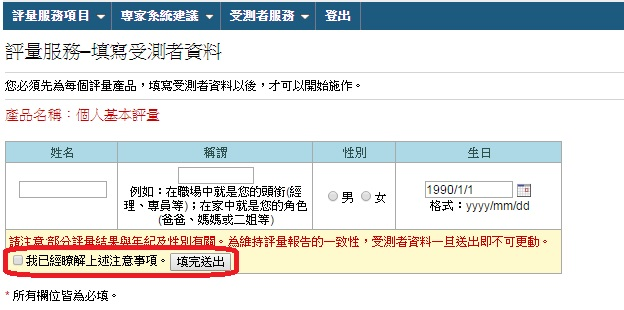 評量服務項目 專家系統建議 受測者服務 登出
評量服務–填寫受測者資料
您必須先為每個評量產品，填寫受測者資料以後，才可以開始施作。
產品名稱：個人基本評量
姓名 稱謂 性別 生日
例如：在職場中就是您的頭銜(經
理、專員等)；在家中就是您的角色
(爸爸、媽媽或二姐等)
男 女
1990/1/1
格式：yyyy/mm/dd
請注意:部分評量結果與年紀及性別有關。為維持評量報告的一致性，受測者資料一旦送出即不可更動。
我已經瞭解上述注意事項。 填完送出
* 所有欄位皆為必填。